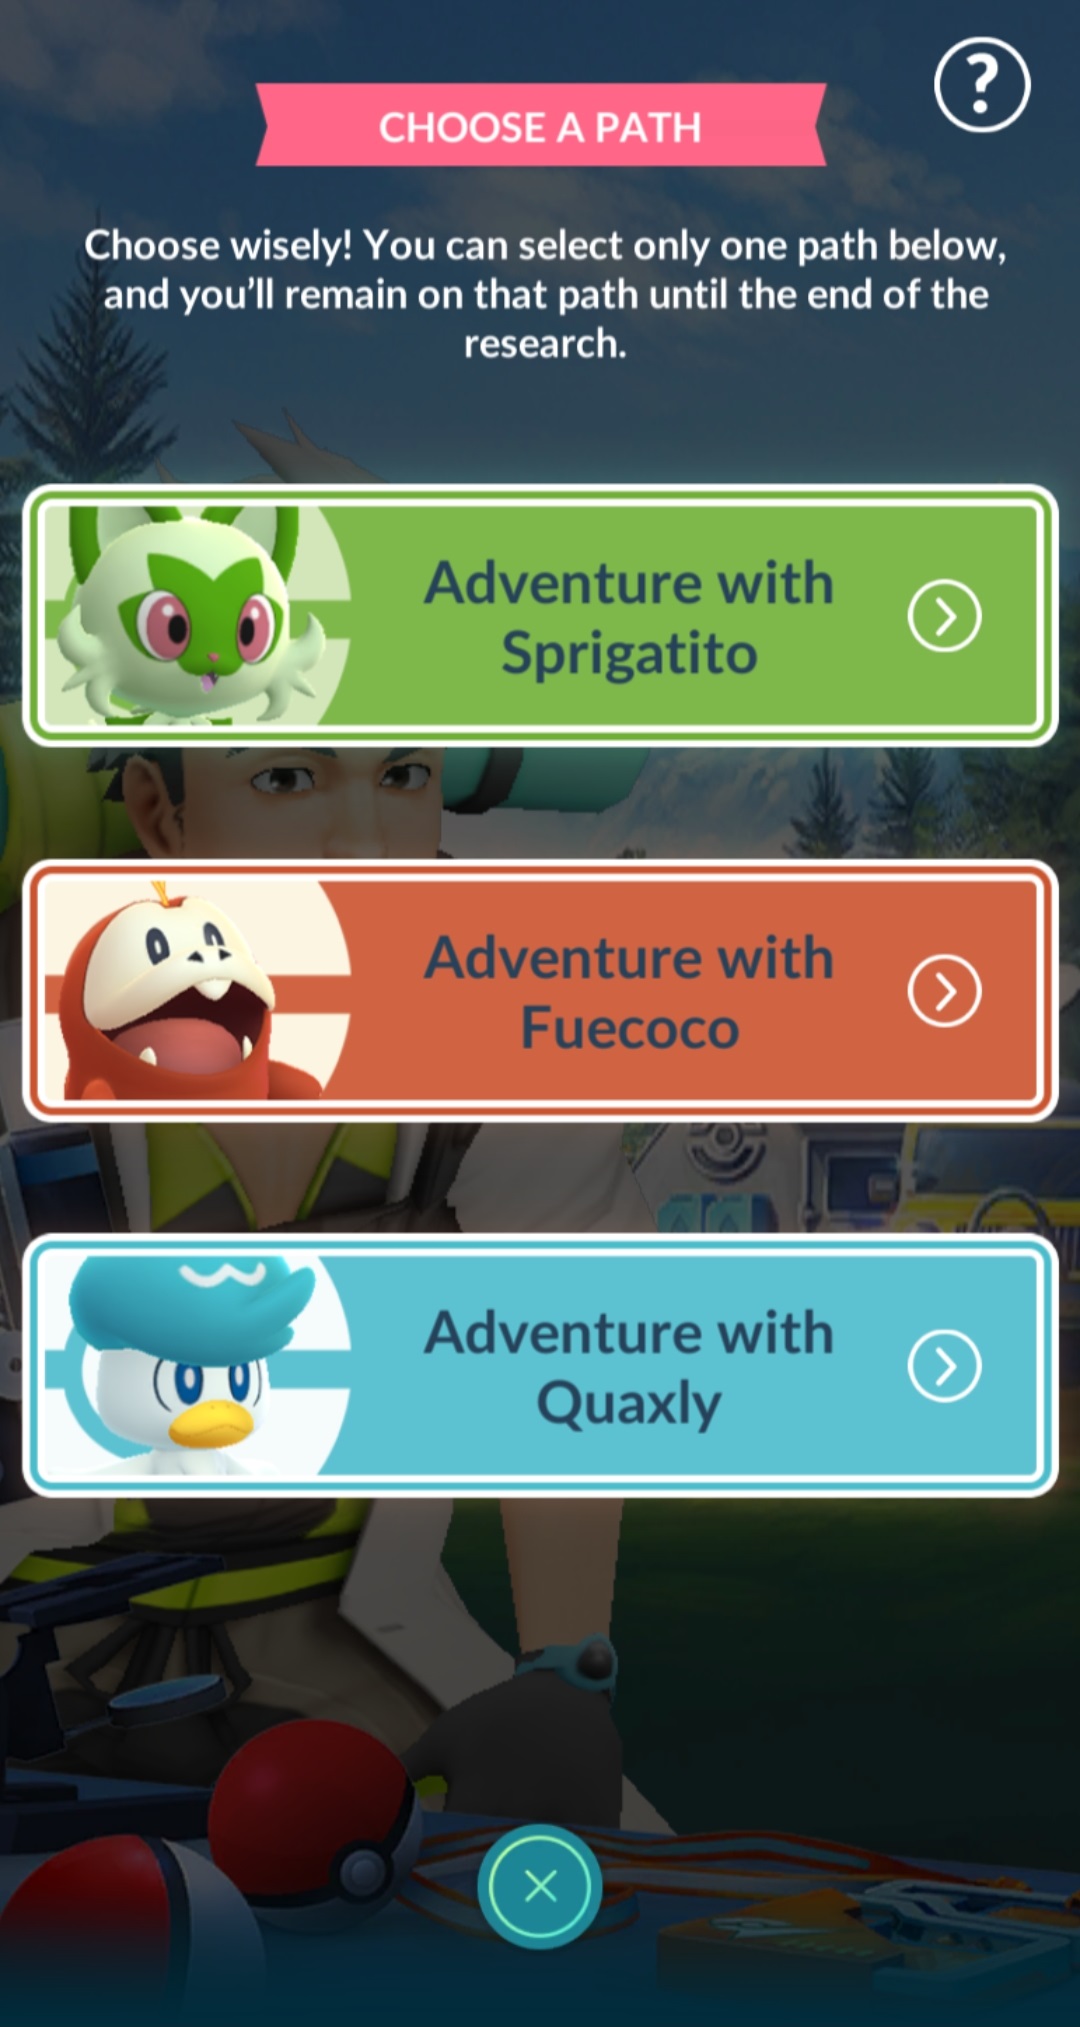 ?
CHOOSE A PATH
Choose wisely! You can select only one path below,
and you’ll remain on that path until the end of the
research.
Adventure with
Sprigatito
Adventure with
Fuecoco
Adventure with
Quaxly